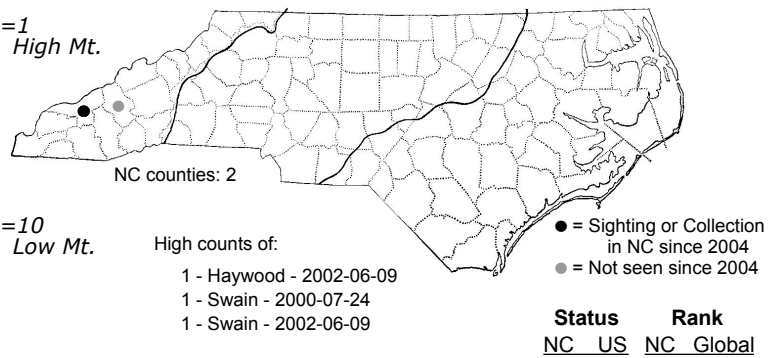 =1
High Mt.
NC counties: 2
=10
Low Mt.
High counts of:
1 - Haywood - 2002-06-09
1 - Swain - 2000-07-24
1 - Swain - 2002-06-09
= Sighting or Collection
in NC since 2004
= Not seen since 2004
Status Rank
NC US NC Global